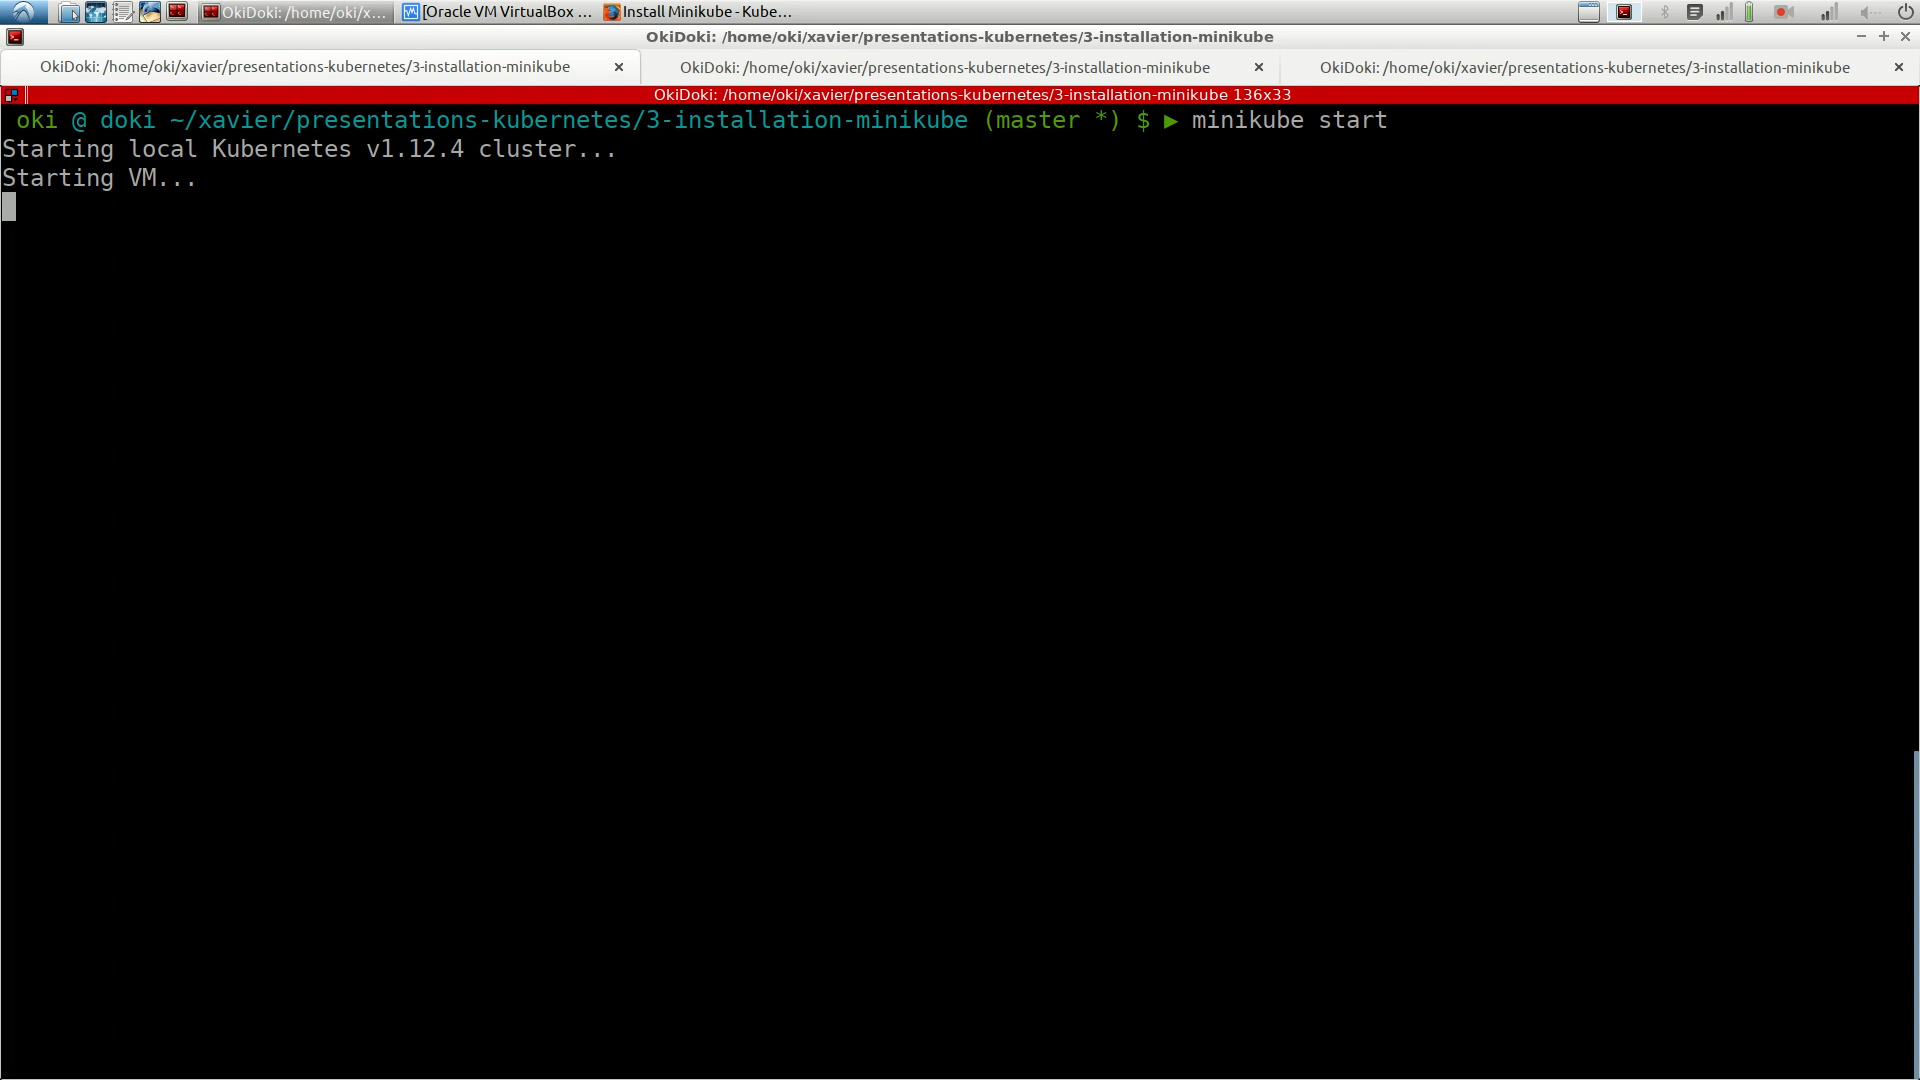 OkiDoki: /home/oki/x...
[Oracle VM VirtualBox ...
Install Minikube - Kube...
OkiDoki: /home/oki/xavier/presentations-kubernetes/3-installation-minikube
OkiDoki: /home/oki/xavier/presentations-kubernetes/3-installation-minikube
OkiDoki: /home/oki/xavier/presentations-kubernetes/3-installation-minikube
OkiDoki: /home/oki/xavier/presentations-kubernetes/3-installation-minikube
OkiDoki: /home/oki/xavier/presentations-kubernetes/3-installation-minikube 136x33
oki @ doki ~/xavier/presentations-kubernetes/3-installation-minikube (master *) $ ▶ minikube start
Starting local Kubernetes v1.12.4 cluster...
Starting VM...